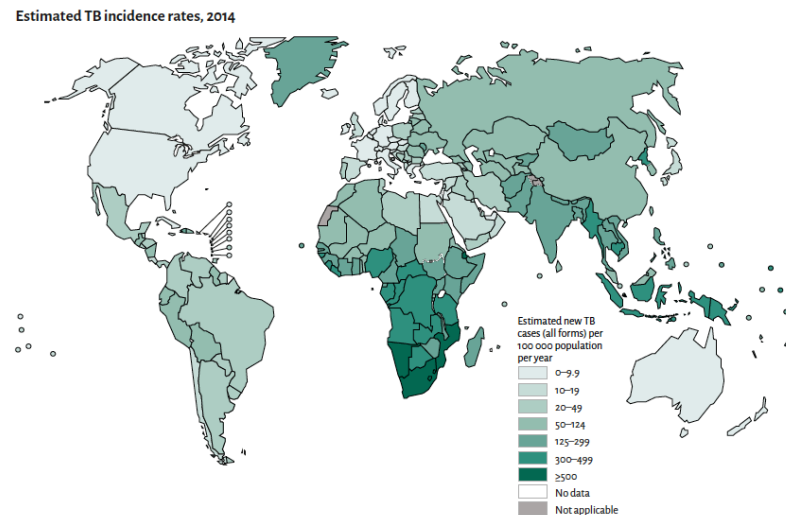 Estimated TB incidence rates, 2014
Estimated new TB
cases (all forms) per
100 000 population
per year
0–9.9
10–19
20–49
50–124
125–299
300–499
≥500
No data
Not applicable